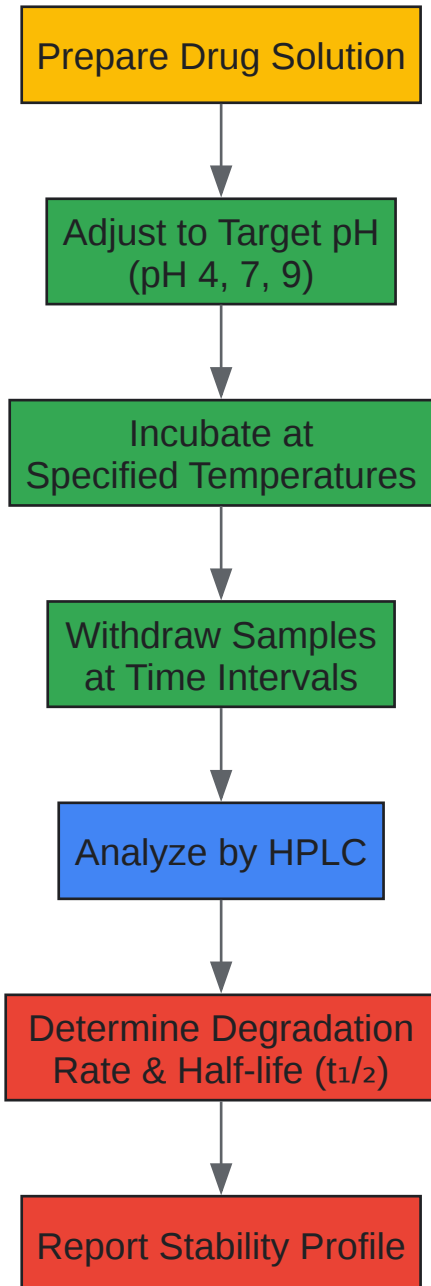 Prepare Drug Solution
Adjust to Target pH
(pH 4, 7, 9)
Incubate at
Specified Temperatures
Withdraw Samples
at Time Intervals
Analyze by HPLC
Determine Degradation
Rate & Half-life (t₁/₂)
Report Stability Profile